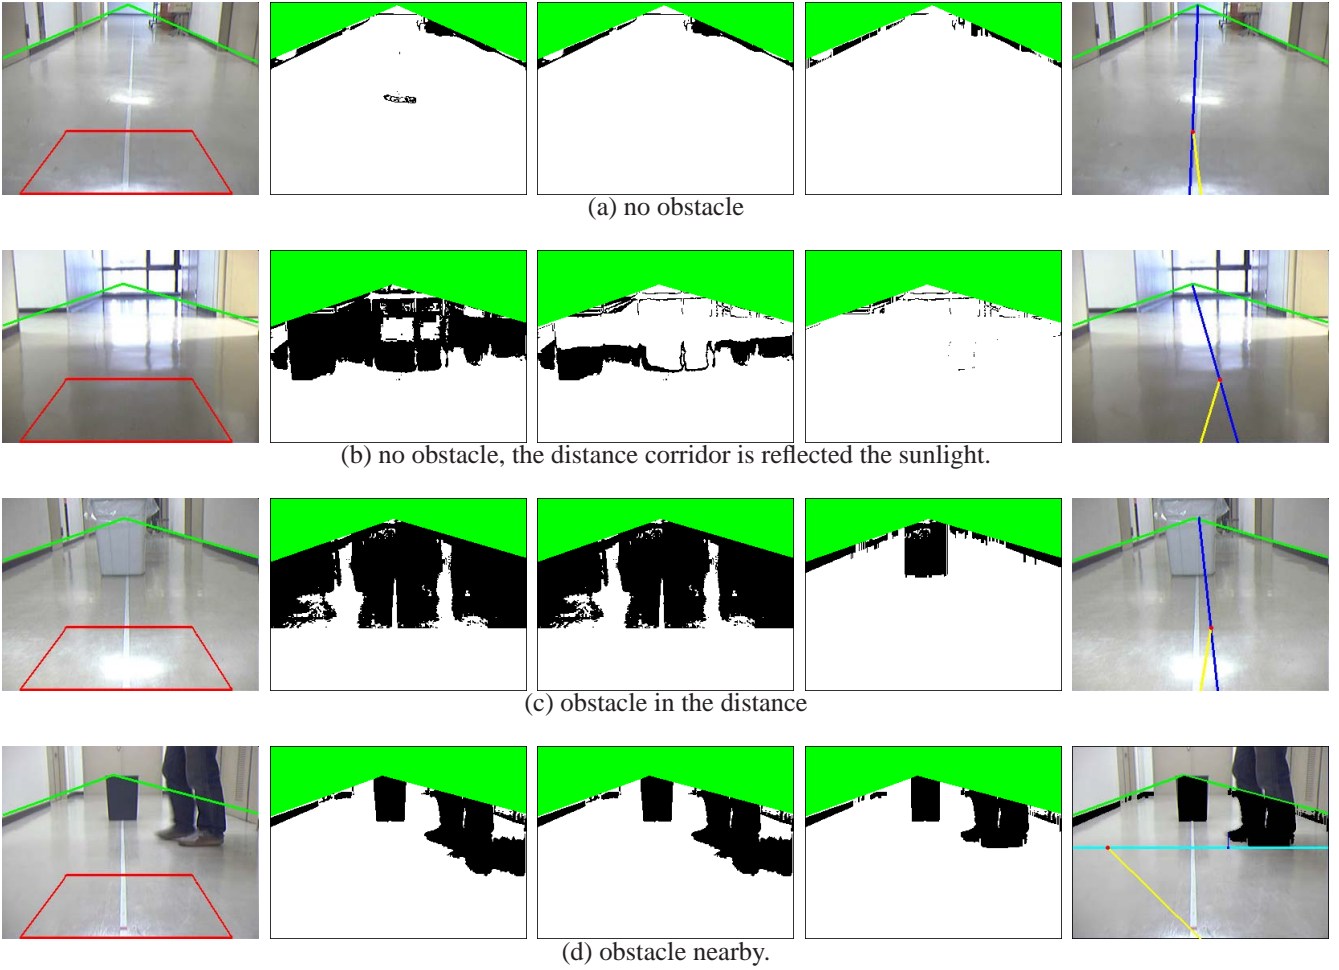 (a) no obstacle
(b) no obstacle, the distance corridor is reflected the sunlight.
(c) obstacle in the distance
(d) obstacle nearby.